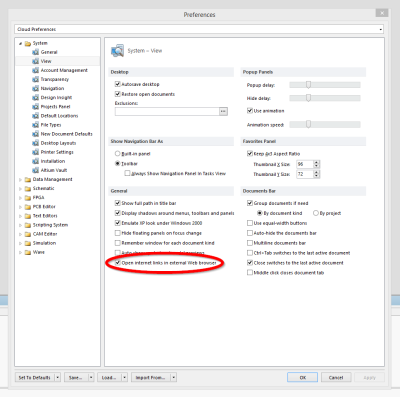 Preferences
Cloud Preferences
System
General
View
Account Management
Transparency
Navigation
Design Insight
Projects Panel
Default Locations
File Types
New Document Defaults
Desktop Layouts
Printer Settings
Installation
Altium Vault
Data Management
Schematic
FPGA
PCB Editor
Text Editors
Scripting System
CAM Editor
Simulation
Wave
System – View
Desktop
Autosave desktop
Restore open documents
Exclusions:
Show Navigation Bar As
Built-in panel
Toolbar
Always Show Navigation Panel In Tasks View
General
Show full path in title bar
Display shadows around menus, toolbars and panels
Emulate XP look under Windows 2000
Hide floating panels on focus change
Remember window for each document kind
Open internet links in external Web browser
Popup Panels
Popup delay:
Hide delay:
Use animation
Animation speed:
Favorites Panel
Keep 4x3 Aspect Ratio
Thumbnail X Size: 96
Thumbnail Y Size: 72
Documents Bar
Group documents if need
By document kind By project
Use equal-width buttons
Auto-hide the documents bar
Multiline documents bar
Ctrl+Tab switches to the last active document
Close switches to the last active document
Middle click closes document tab
Set To Defaults Save... Load... Import From... OK Cancel Apply